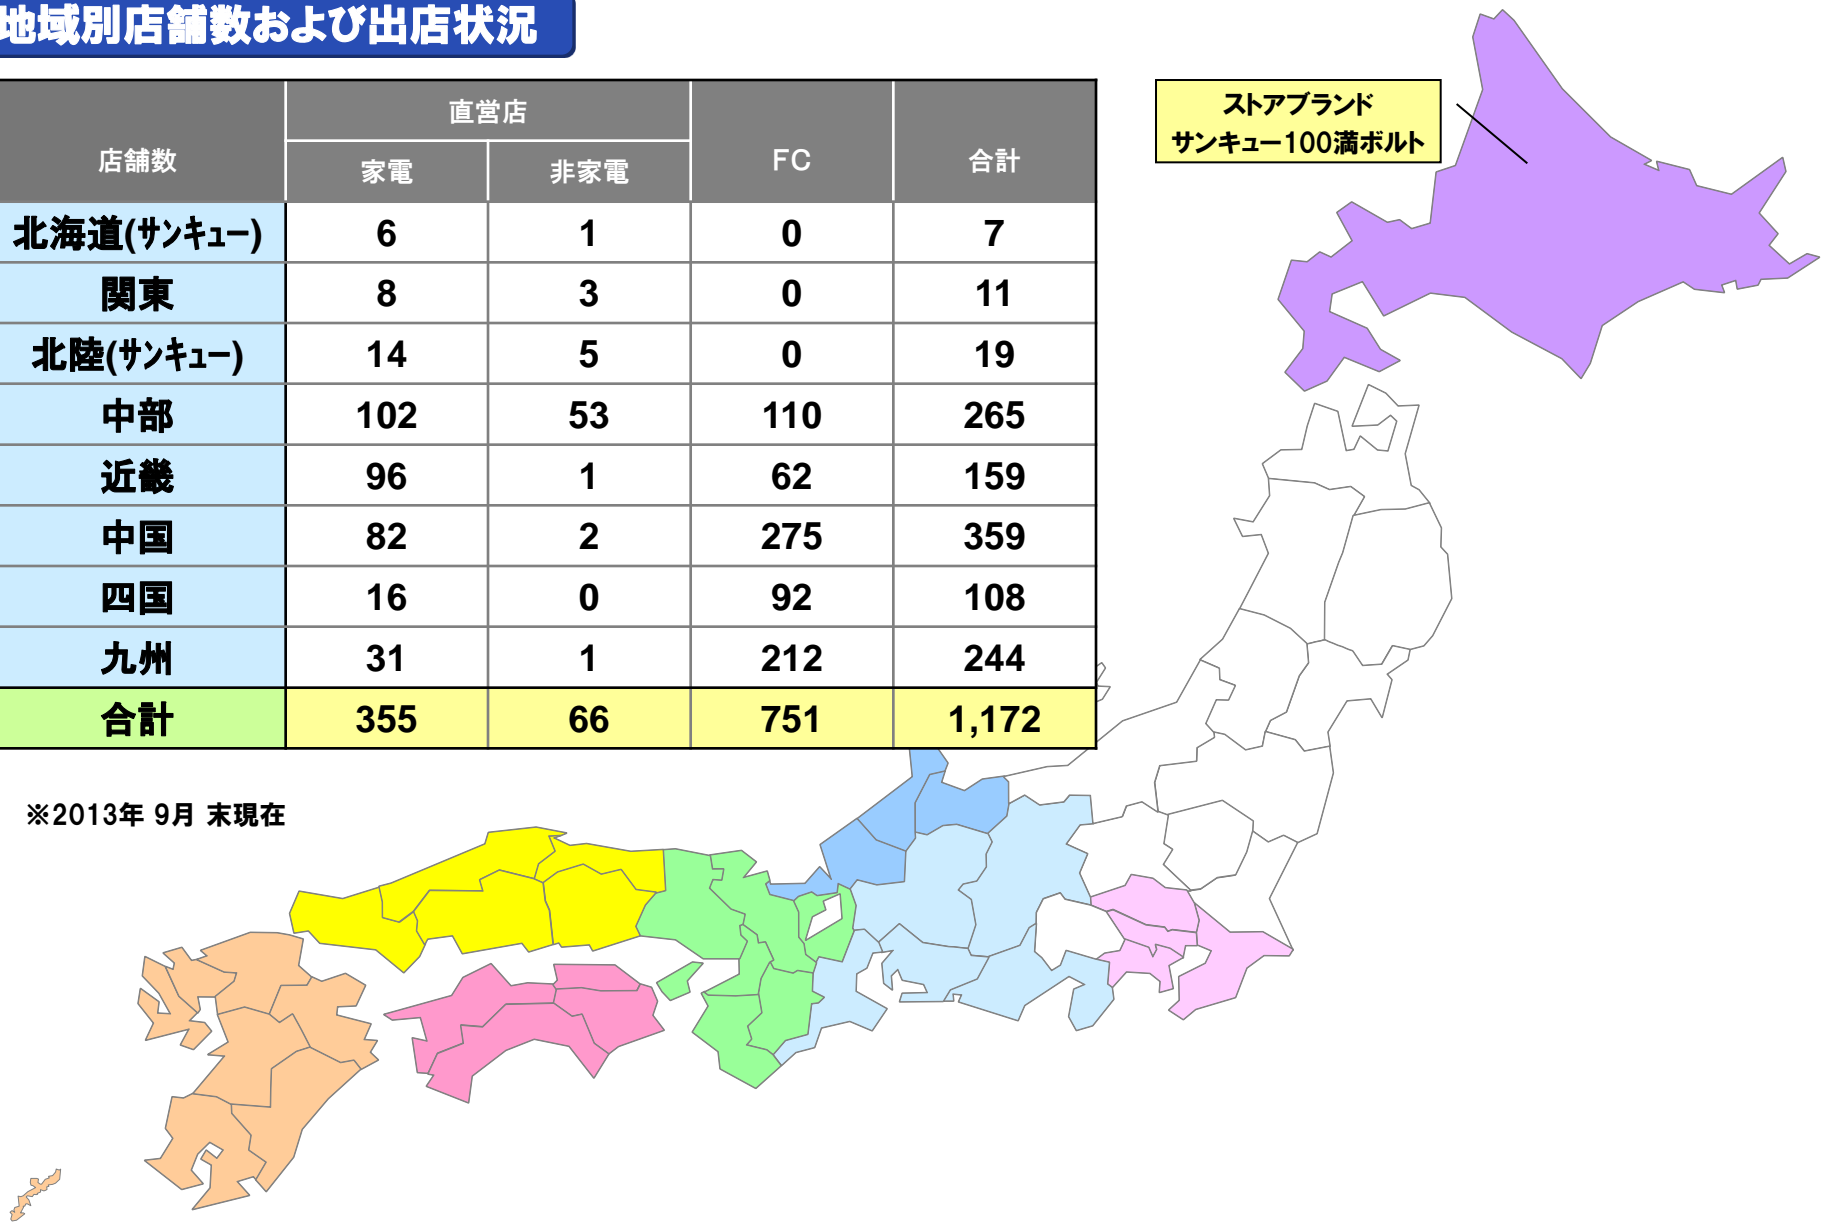 地域別店舗数および出店状況
店舗数 直営店 FC 合計
家電 非家電
北海道(ｻﾝｷｭｰ) 6 1 0 7
関東 8 3 0 11
北陸(ｻﾝｷｭｰ) 14 5 0 19
中部 102 53 110 265
近畿 96 1 62 159
中国 82 2 275 359
四国 16 0 92 108
九州 31 1 212 244
合計 355 66 751 1,172
※2013年 9月 末現在
ストアブランド
サンキュー100満ボルト